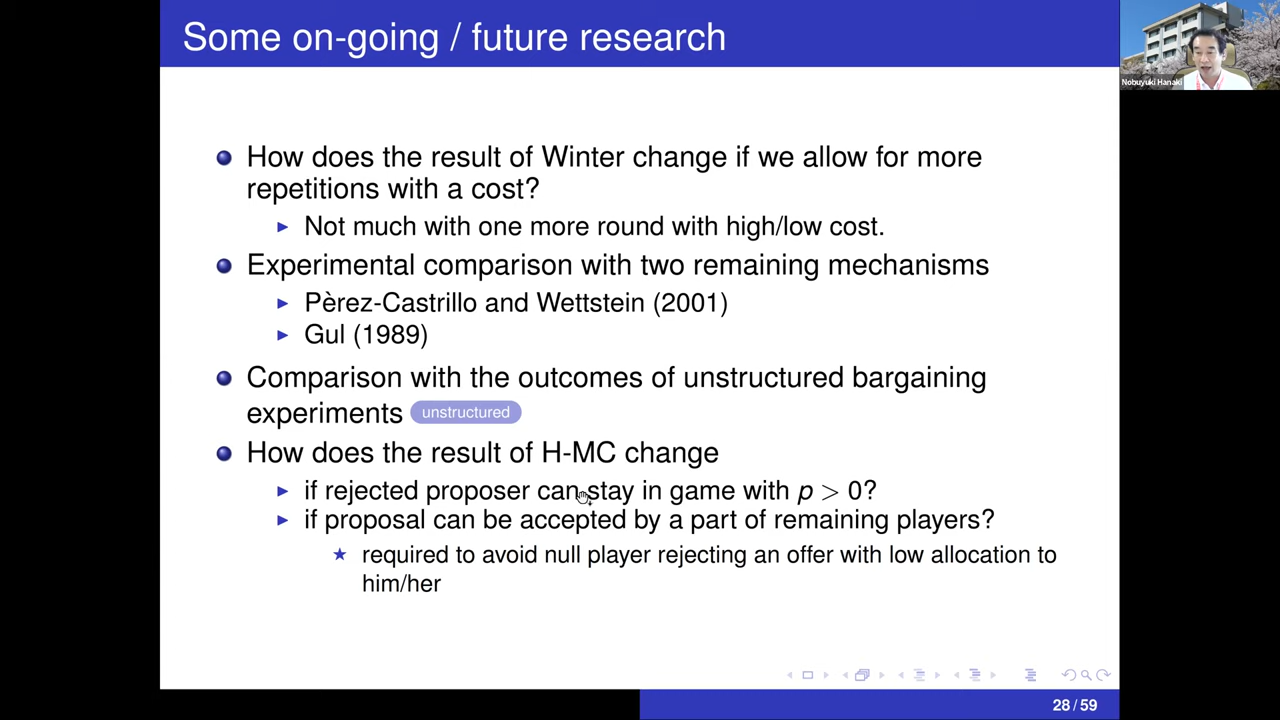 Some on-going / future research
Nobuyuki Hanaki
How does the result of Winter change if we allow for more
repetitions with a cost?
Not much with one more round with high/low cost.
Experimental comparison with two remaining mechanisms
Pèrez-Castrillo and Wettstein (2001)
Gul (1989)
Comparison with the outcomes of unstructured bargaining
experiments unstructured
How does the result of H-MC change
if rejected proposer can stay in game with p > 0?
if proposal can be accepted by a part of remaining players?
required to avoid null player rejecting an offer with low allocation to
him/her
28 / 59